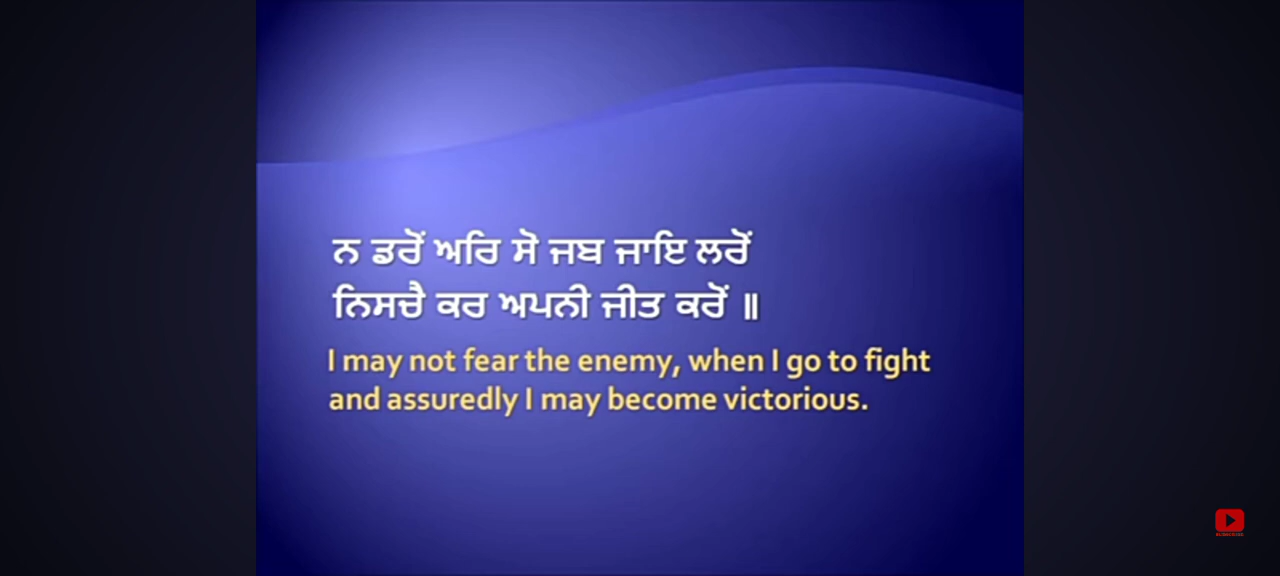 ਨ ਡਰੋਂ ਅਰਿ ਸੋ ਜਬ ਜਾਇ ਲਰੋਂ
ਨਿਸਚੈ ਕਰ ਅਪਨੀ ਜੀਤ ਕਰੋਂ ॥
I may not fear the enemy, when I go to fight
and assuredly I may become victorious.